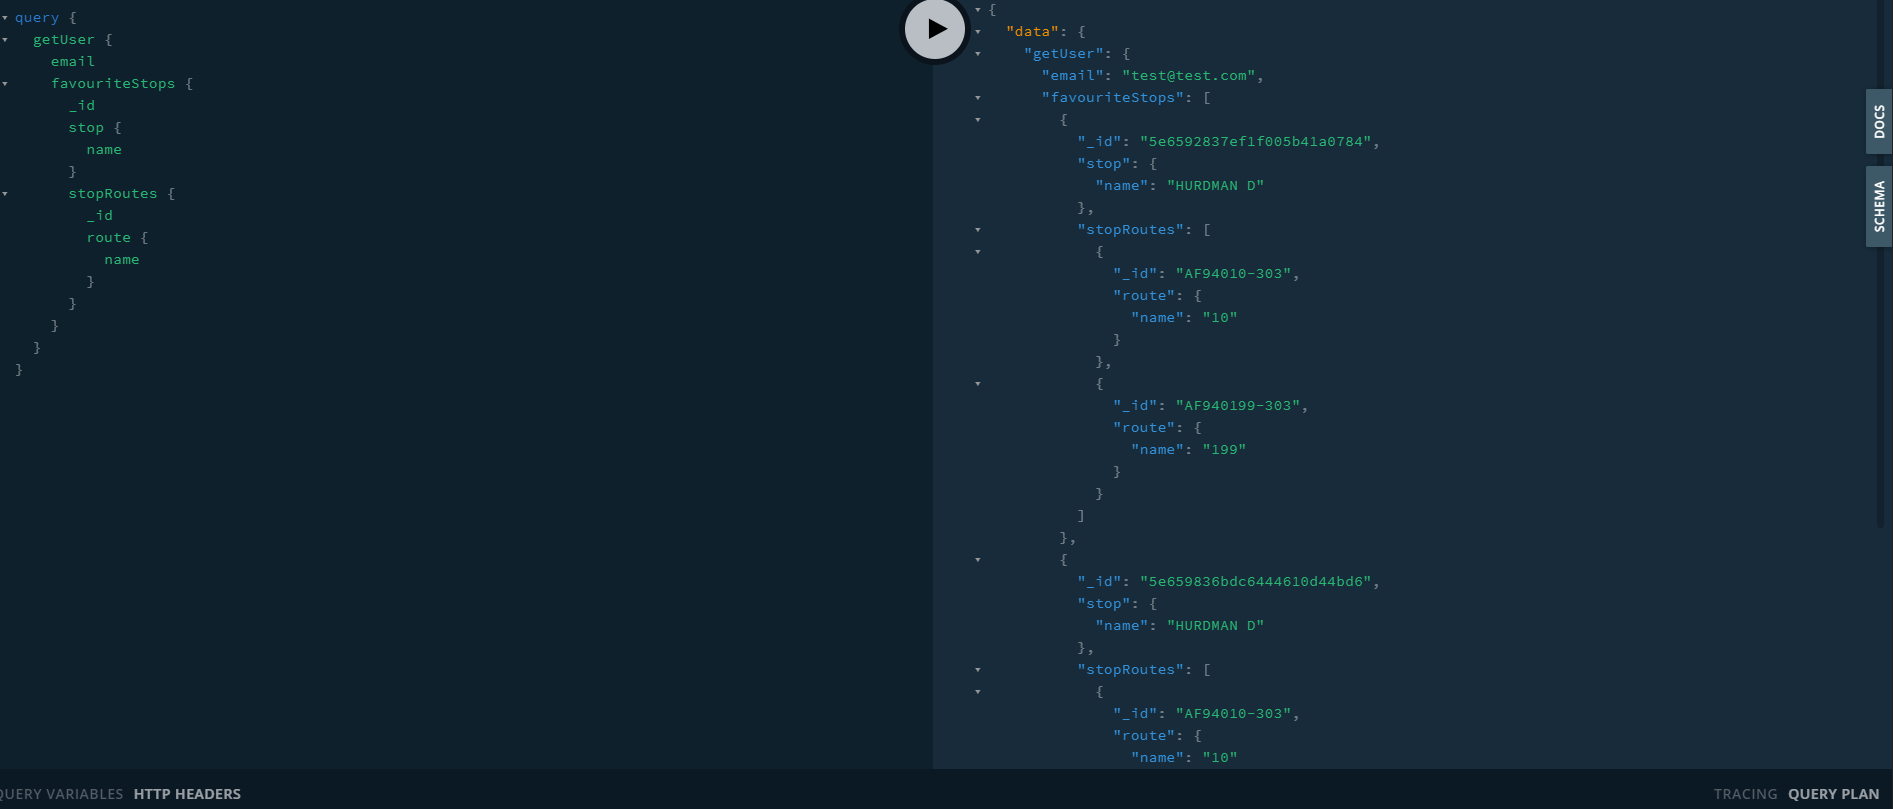 query {
getUser {
email
favouriteStops {
_id
stop {
name
}
stopRoutes {
_id
route {
name
}
}
}
}
}
{
"data": {
"getUser": {
"email": "test@test.com",
"favouriteStops": [
{
"_id": "5e6592837ef1f005b41a0784",
"stop": {
"name": "HURDMAN D"
},
"stopRoutes": [
{
"_id": "AF94010-303",
"route": {
"name": "10"
}
},
{
"_id": "AF940199-303",
"route": {
"name": "199"
}
}
]
},
{
"_id": "5e659836bdc6444610d44bd6",
"stop": {
"name": "HURDMAN D"
},
"stopRoutes": [
{
"_id": "AF94010-303",
"route": {
"name": "10"
DOCS
SCHEMA
QUERY VARIABLES HTTP HEADERS
TRACING QUERY PLAN